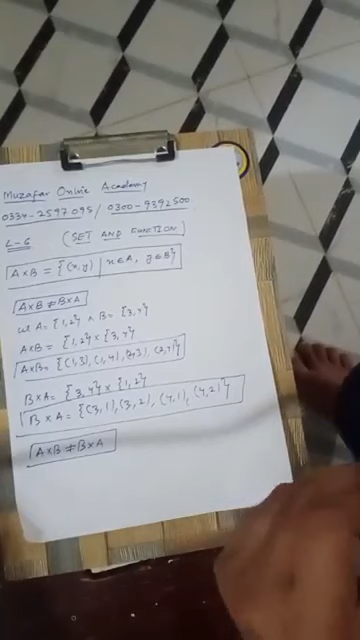 Muzafar Online Academy
0334-2597095 / 0300-9392500
L-6 (SET AND FUNCTION)
A×B = {(x,y) | x∈A, y∈B}
A×B ≠ B×A
let A = {1,2} ∧ B = {3,4}
A×B = {1,2} × {3,4}
A×B = {(1,3), (1,4), (2,3), (2,4)}
B×A = {3,4} × {1,2}
B×A = {(3,1), (3,2), (4,1), (4,2)}
A×B ≠ B×A